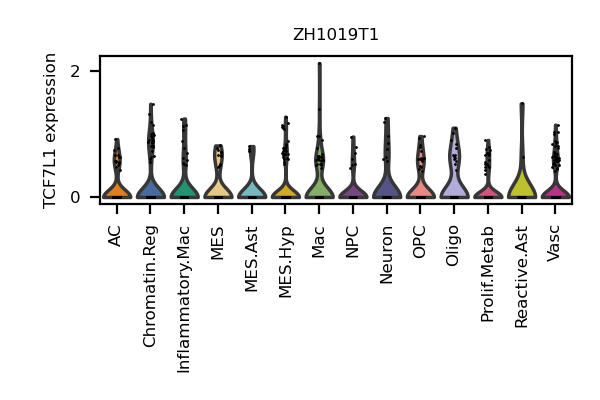 ZH1019T1
TCF7L1 expression
2
0
AC
Chromatin.Reg
Inflammatory.Mac
MES
MES.Ast
MES.Hyp
Mac
NPC
Neuron
OPC
Oligo
Prolif.Metab
Reactive.Ast
Vasc